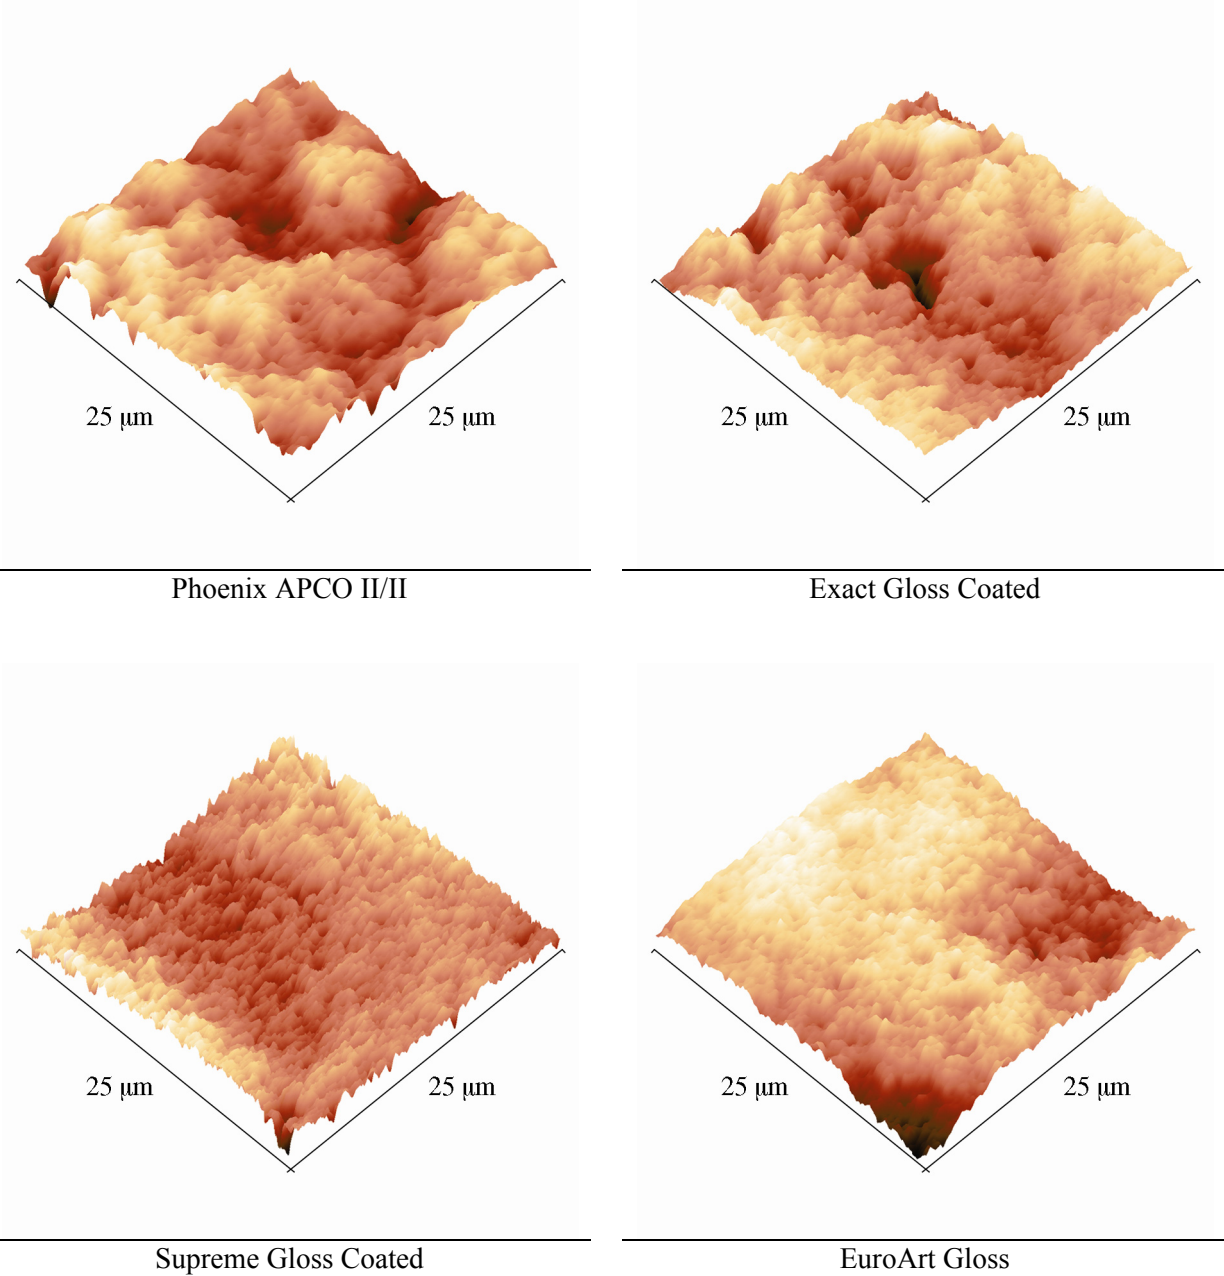 25 μm
25 μm
25 μm
25 μm
Phoenix APCO II/II
Exact Gloss Coated
25 μm
25 μm
25 μm
25 μm
Supreme Gloss Coated
EuroArt Gloss